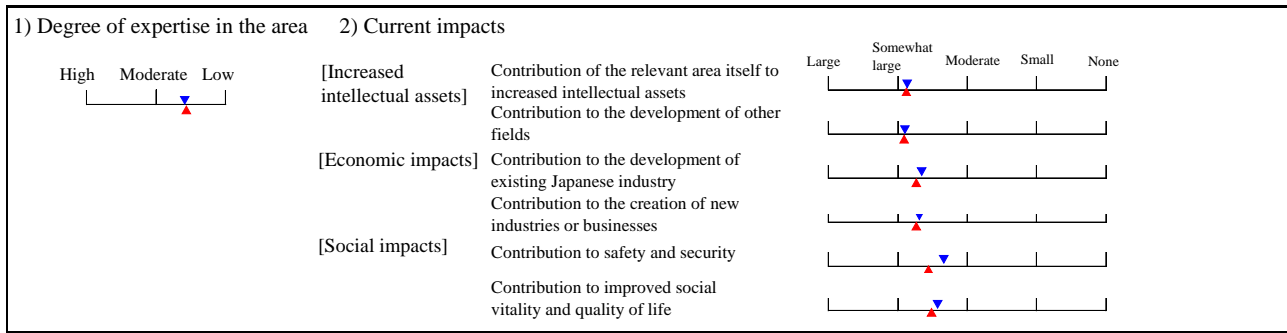 1) Degree of expertise in the area 2) Current impacts
High Moderate Low
[Increased
intellectual assets]
Contribution of the relevant area itself to
increased intellectual assets
Large Somewhat
large Moderate Small None
Contribution to the development of other
fields
[Economic impacts] Contribution to the development of
existing Japanese industry
Contribution to the creation of new
industries or businesses
[Social impacts] Contribution to safety and security
Contribution to improved social
vitality and quality of life